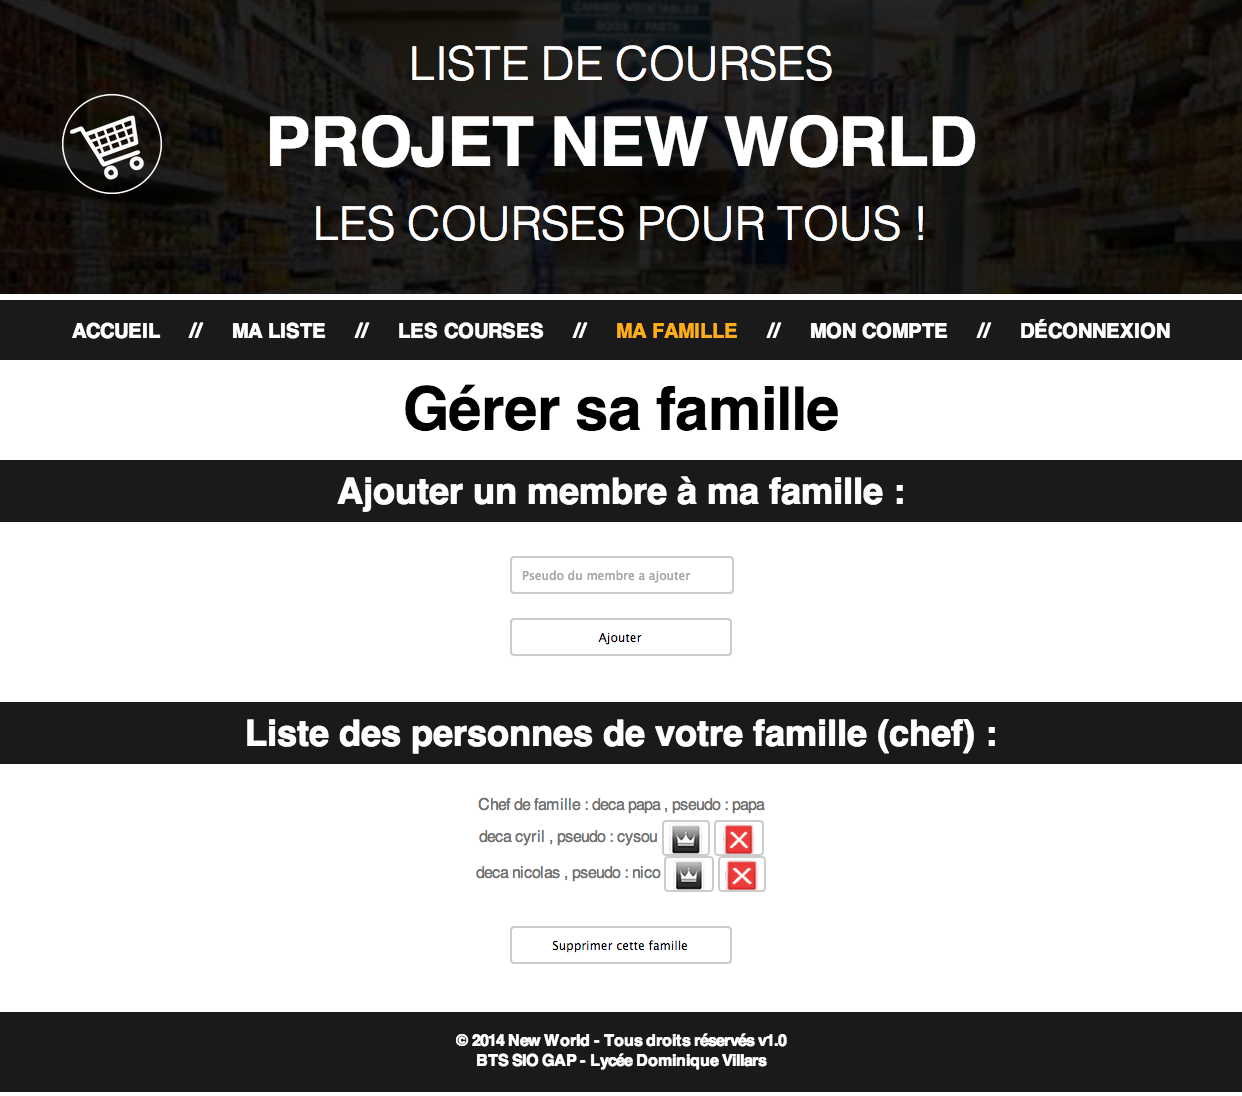 LISTE DE COURSES
PROJET NEW WORLD
LES COURSES POUR TOUS !
ACCUEIL // MA LISTE // LES COURSES // MA FAMILLE // MON COMPTE // DÉCONNEXION
Gérer sa famille
Ajouter un membre à ma famille :
Pseudo du membre a ajouter
Ajouter
Liste des personnes de votre famille (chef) :
Chef de famille : deca papa , pseudo : papa
deca cyril , pseudo : cysou
deca nicolas , pseudo : nico
Supprimer cette famille
© 2014 New World - Tous droits réservés v1.0
BTS SIO GAP - Lycée Dominique Villars